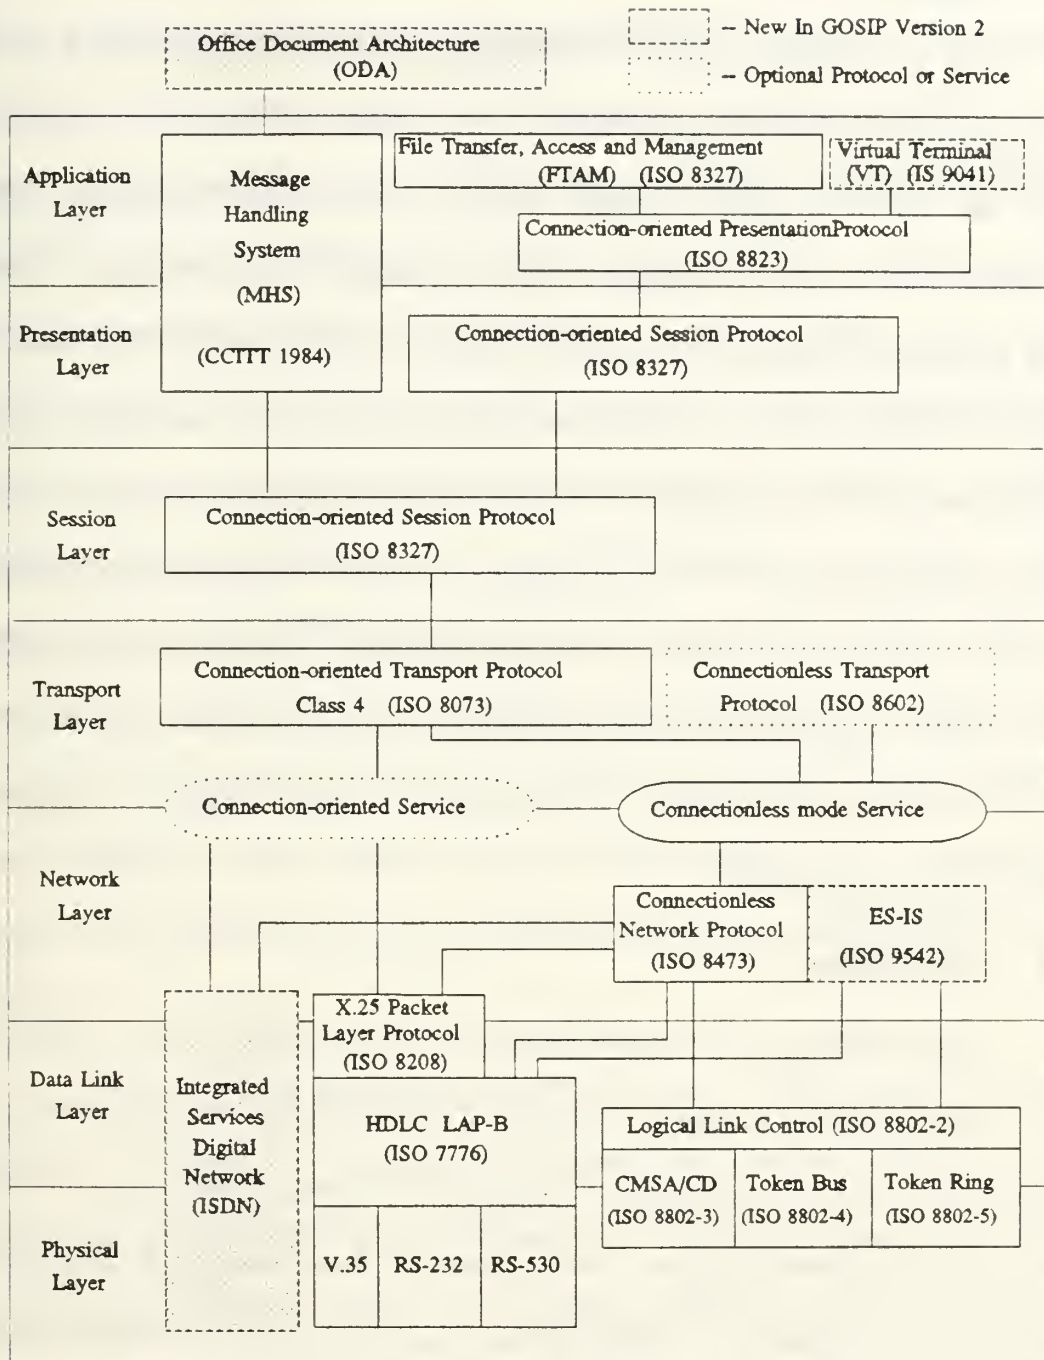 Office Document Architecture
(ODA)
-- New In GOSIP Version 2
-- Optional Protocol or Service
Application
Layer
Message
Handling
System
(MHS)
(CCTTT 1984)
File Transfer, Access and Management
(FTAM) (ISO 8327)
Virtual Terminal
(VT) (IS 9041)
Connection-oriented PresentationProtocol
(ISO 8823)
Presentation
Layer
Connection-oriented Session Protocol
(ISO 8327)
Session
Layer
Connection-oriented Session Protocol
(ISO 8327)
Transport
Layer
Connection-oriented Transport Protocol
Class 4 (ISO 8073)
Connectionless Transport
Protocol (ISO 8602)
Connection-oriented Service
Connectionless mode Service
Network
Layer
Connectionless
Network Protocol
(ISO 8473)
ES-IS
(ISO 9542)
X.25 Packet
Layer Protocol
(ISO 8208)
Data Link
Layer
Integrated
Services
Digital
Network
(ISDN)
HDLC LAP-B
(ISO 7776)
Logical Link Control (ISO 8802-2)
CMSA/CD
(ISO 8802-3)
Token Bus
(ISO 8802-4)
Token Ring
(ISO 8802-5)
Physical
Layer
V.35
RS-232
RS-530